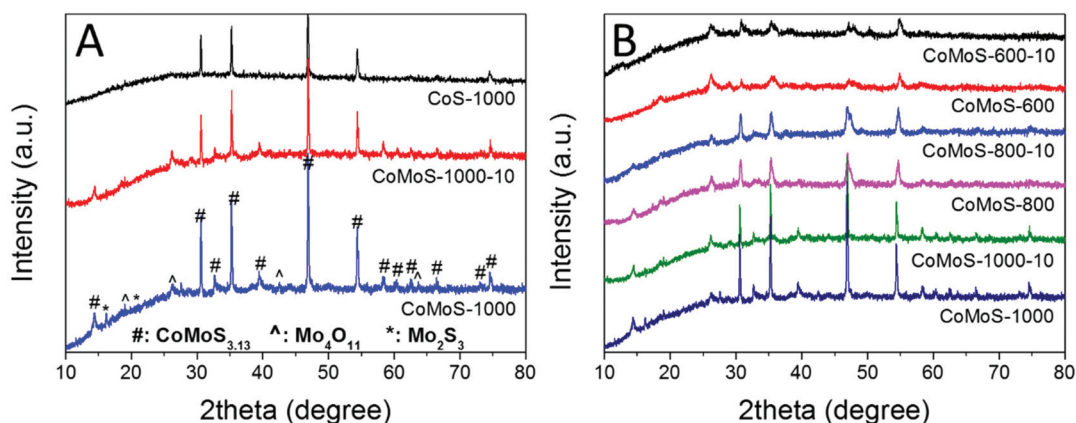 A
Intensity (a.u.)
CoS-1000
CoMoS-1000-10
#
#
#
#
#
#
#
#
#
#
#
#
#
^
^
^
^
*
*
CoMoS-1000
#: CoMoS3.13 ^: Mo4O11 *: Mo2S3
10 20 30 40 50 60 70 80
2theta (degree)
B
Intensity (a.u.)
CoMoS-600-10
CoMoS-600
CoMoS-800-10
CoMoS-800
CoMoS-1000-10
CoMoS-1000
10 20 30 40 50 60 70 80
2theta (degree)